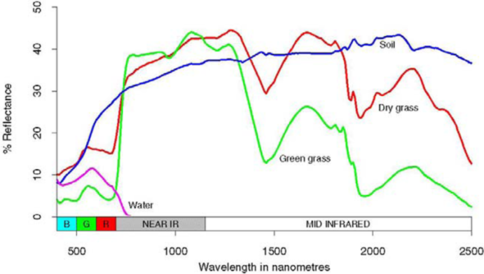 50
40
30
20
10
0
% Reflectance
Soil
Dry grass
Green grass
Water
B G R NEAR IR MID INFRARED
500 1000 1500 2000 2500
Wavelength in nanometres